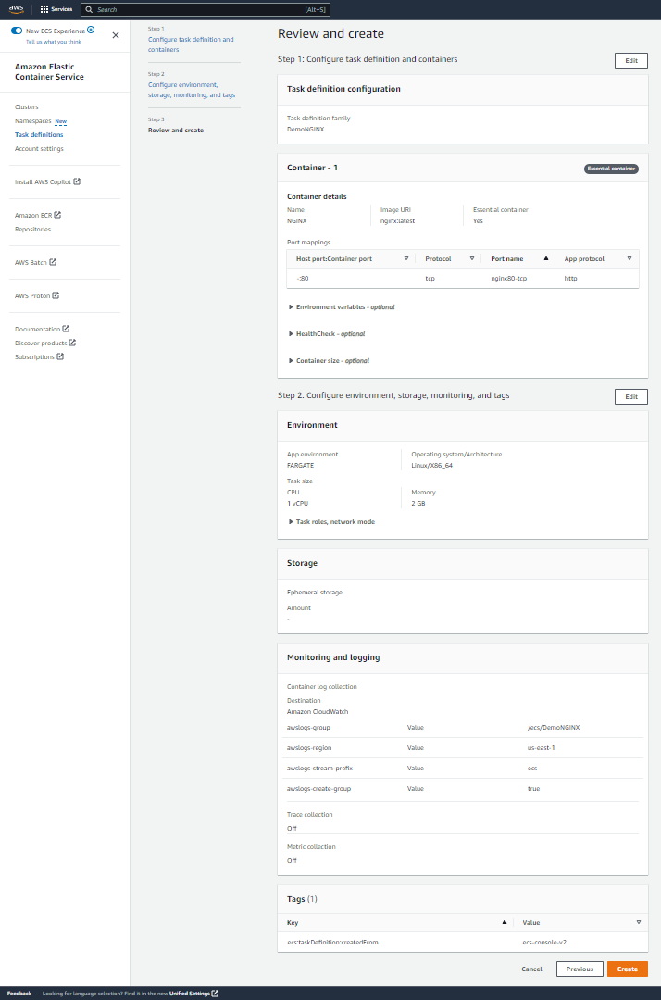 aws
Services
Search
[Alt+S]
New ECS Experience
Tell us what you think
Amazon Elastic
Container Service
Clusters
Namespaces New
Task definitions
Account settings
Install AWS Copilot
Amazon ECR
Repositories
AWS Batch
AWS Proton
Documentation
Discover products
Subscriptions
Step 1
Configure task definition and
containers
Step 2
Configure environment,
storage, monitoring, and tags
Step 3
Review and create
Review and create
Step 1: Configure task definition and containers
Edit
Task definition configuration
Task definition family
DemoNGINX
Container - 1
Essential container
Container details
Name Image URI Essential container
NGINX nginx:latest Yes
Port mappings
Host port:Container port Protocol Port name App protocol
-:80 tcp nginx80-tcp http
Environment variables - optional
HealthCheck - optional
Container size - optional
Step 2: Configure environment, storage, monitoring, and tags
Edit
Environment
App environment Operating system/Architecture
FARGATE Linux/X86_64
Task size
CPU Memory
1 vCPU 2 GB
Task roles, network mode
Storage
Ephemeral storage
Amount
-
Monitoring and logging
Container log collection
Destination
Amazon CloudWatch
awslogs-group Value /ecs/DemoNGINX
awslogs-region Value us-east-1
awslogs-stream-prefix Value ecs
awslogs-create-group Value true
Trace collection
Off
Metric collection
Off
Tags (1)
Key Value
ecs:taskDefinition:createdFrom ecs-console-v2
Cancel Previous Create
Feedback Looking for language selection? Find it in the new Unified Settings